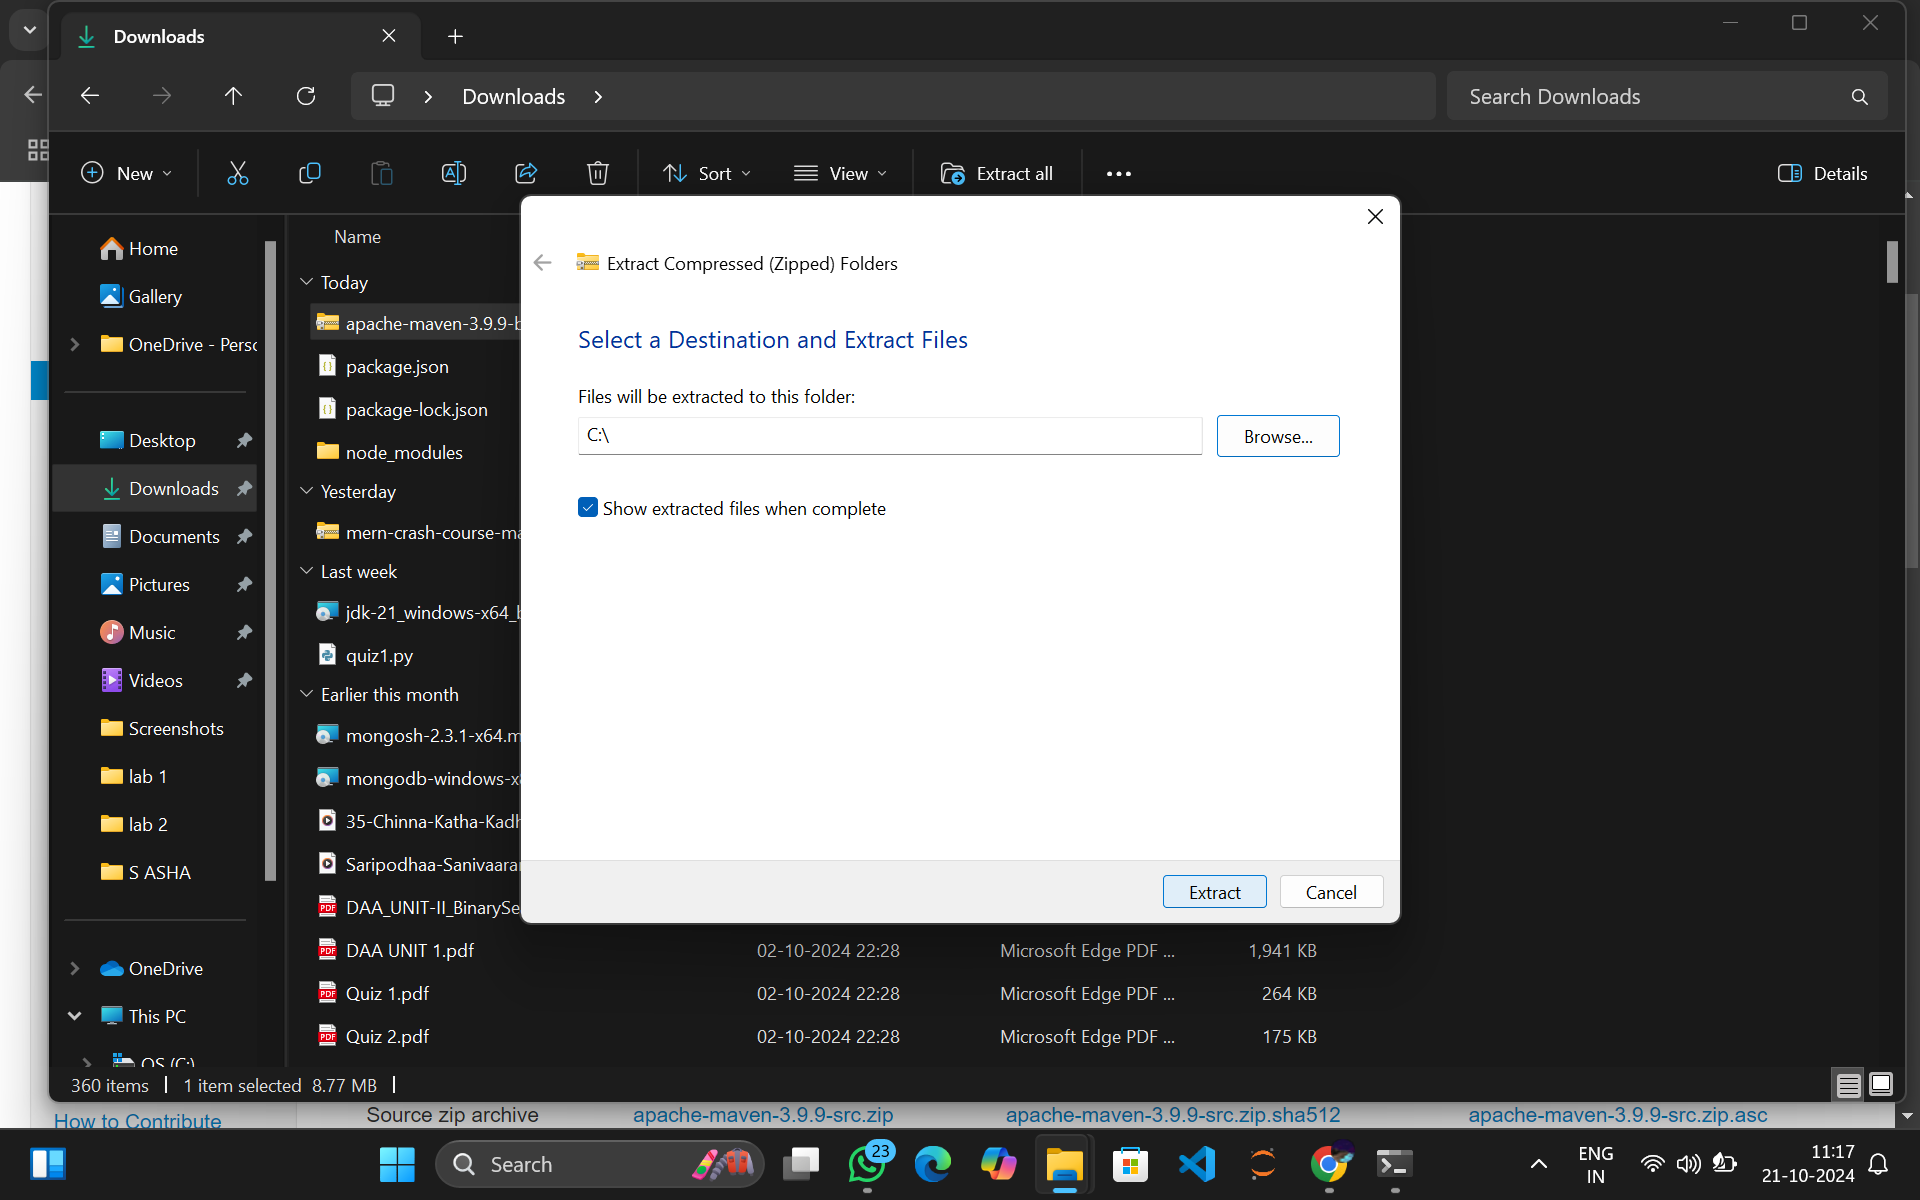 Downloads
Downloads
Search Downloads
New
Sort
View
Extract all
Details
Home
Gallery
OneDrive - Perso
Desktop
Downloads
Documents
Pictures
Music
Videos
Screenshots
lab 1
lab 2
S ASHA
OneDrive
This PC
OS (C:)
Name
Today
apache-maven-3.9.9-b
package.json
package-lock.json
node_modules
Yesterday
mern-crash-course-ma
Last week
jdk-21_windows-x64_b
quiz1.py
Earlier this month
mongosh-2.3.1-x64.m
mongodb-windows-x
35-Chinna-Katha-Kadh
Saripodhaa-Sanivaaram
DAA_UNIT-II_BinarySe
DAA UNIT 1.pdf 02-10-2024 22:28 Microsoft Edge PDF ... 1,941 KB
Quiz 1.pdf 02-10-2024 22:28 Microsoft Edge PDF ... 264 KB
Quiz 2.pdf 02-10-2024 22:28 Microsoft Edge PDF ... 175 KB
Extract Compressed (Zipped) Folders
Select a Destination and Extract Files
Files will be extracted to this folder:
C:\
Browse...
Show extracted files when complete
Extract
Cancel
360 items
1 item selected 8.77 MB
How to Contribute
Source zip archive apache-maven-3.9.9-src.zip apache-maven-3.9.9-src.zip.sha512 apache-maven-3.9.9-src.zip.asc
Search
23
ENG
IN
11:17
21-10-2024